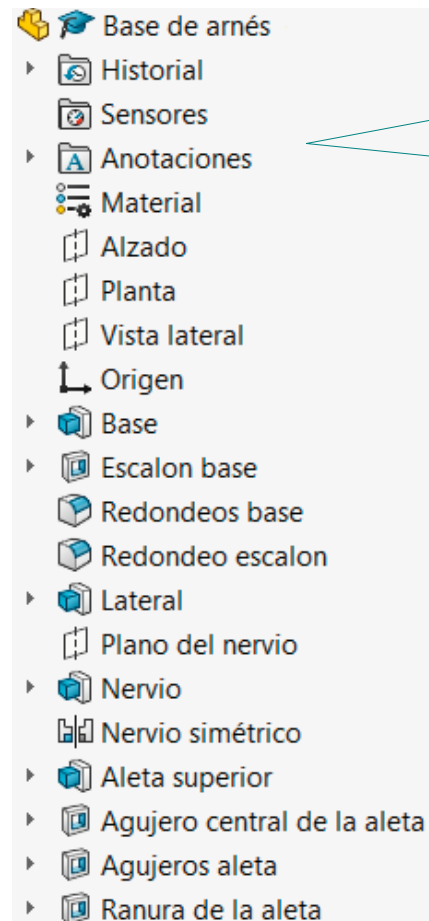 Base de arnés
Historial
Sensores
Anotaciones
Material
Alzado
Planta
Vista lateral
Origen
Base
Escalon base
Redondeos base
Redondeo escalon
Lateral
Plano del nervio
Nervio
Nervio simétrico
Aleta superior
Agujero central de la aleta
Agujeros aleta
Ranura de la aleta